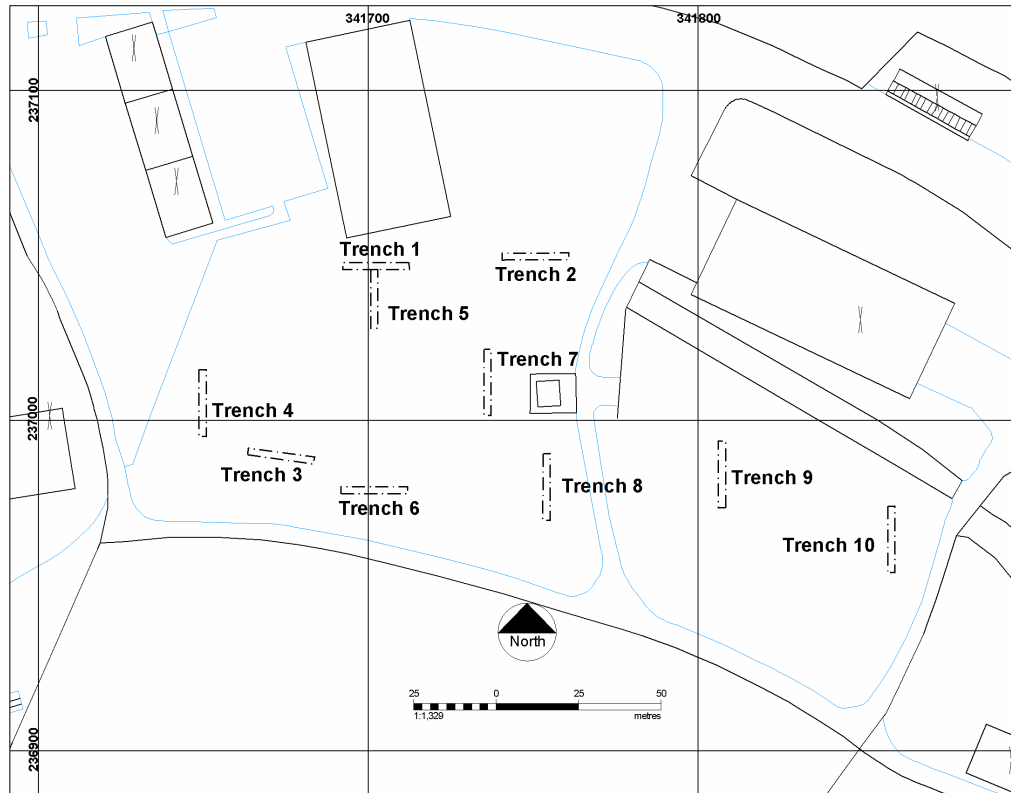 341700
341800
237100
Trench 1
Trench 2
Trench 5
Trench 7
237000
Trench 4
Trench 3
Trench 6
Trench 8
Trench 9
Trench 10
North
25 0 25 50
1:1,329 metres
236900